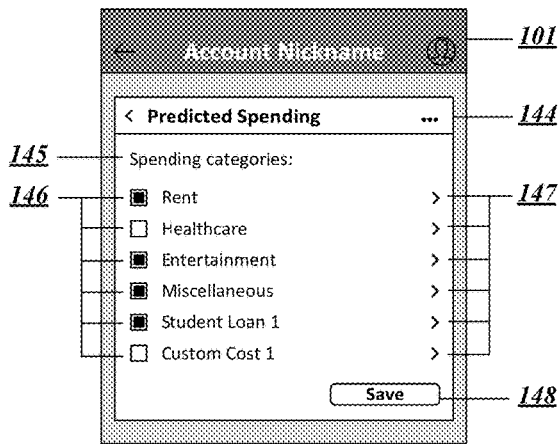 101
Account Nickname
< Predicted Spending ... 144
145 Spending categories:
146 Rent > 147
Healthcare >
Entertainment >
Miscellaneous >
Student Loan 1 >
Custom Cost 1 >
Save 148